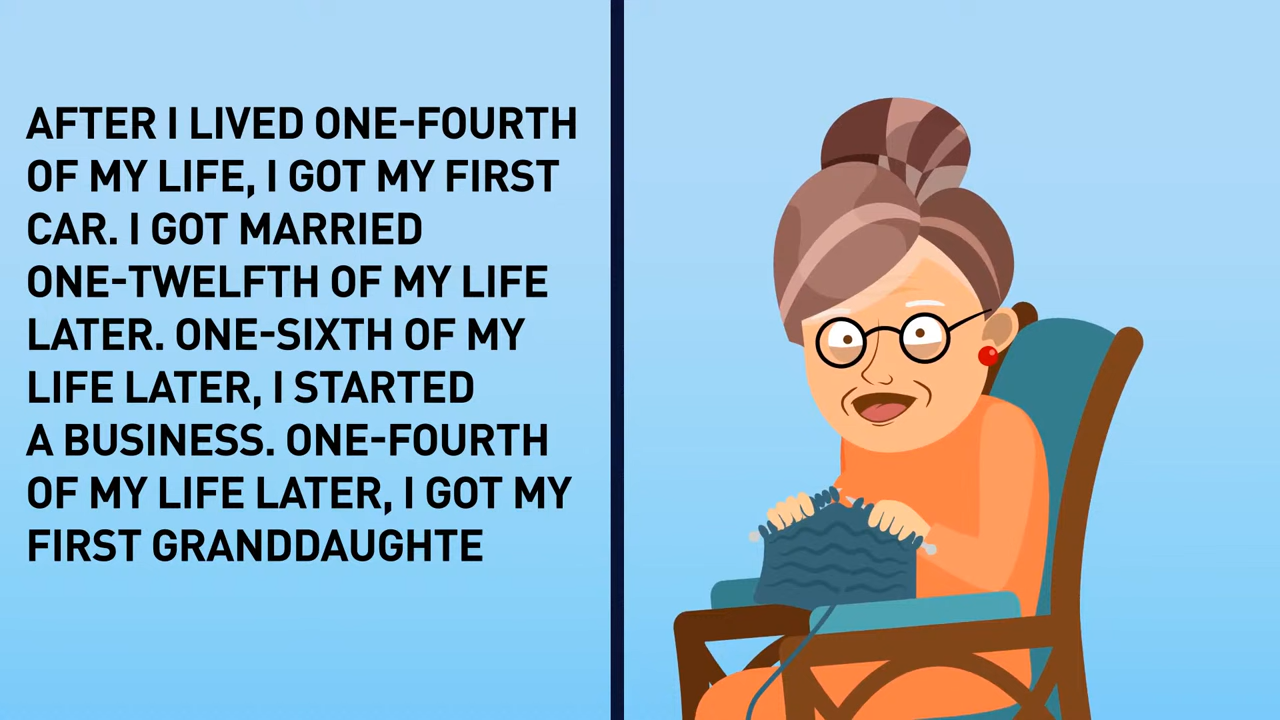 AFTER I LIVED ONE-FOURTH
OF MY LIFE, I GOT MY FIRST
CAR. I GOT MARRIED
ONE-TWELFTH OF MY LIFE
LATER. ONE-SIXTH OF MY
LIFE LATER, I STARTED
A BUSINESS. ONE-FOURTH
OF MY LIFE LATER, I GOT MY
FIRST GRANDDAUGHTE